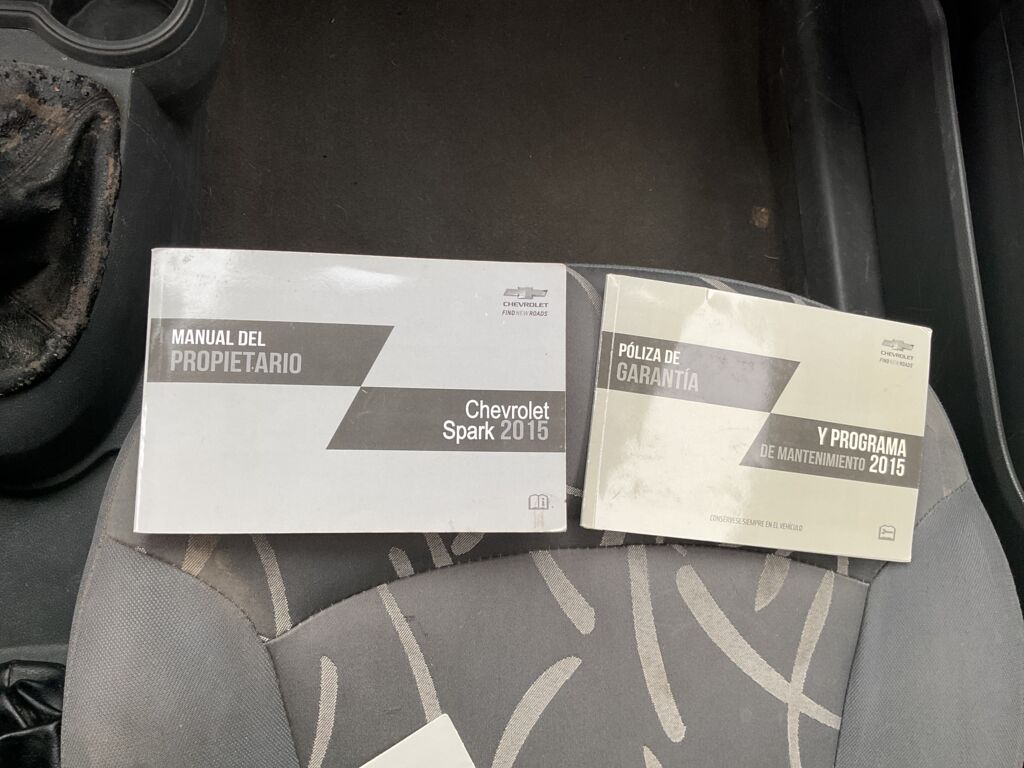 CHEVROLET
FIND NEW ROADS
MANUAL DEL
PROPIETARIO
Chevrolet
Spark 2015
CHEVROLET
FIND NEW ROADS
PÓLIZA DE
GARANTÍA
Y PROGRAMA
DE MANTENIMIENTO 2015
CONSÉRVESE SIEMPRE EN EL VEHÍCULO